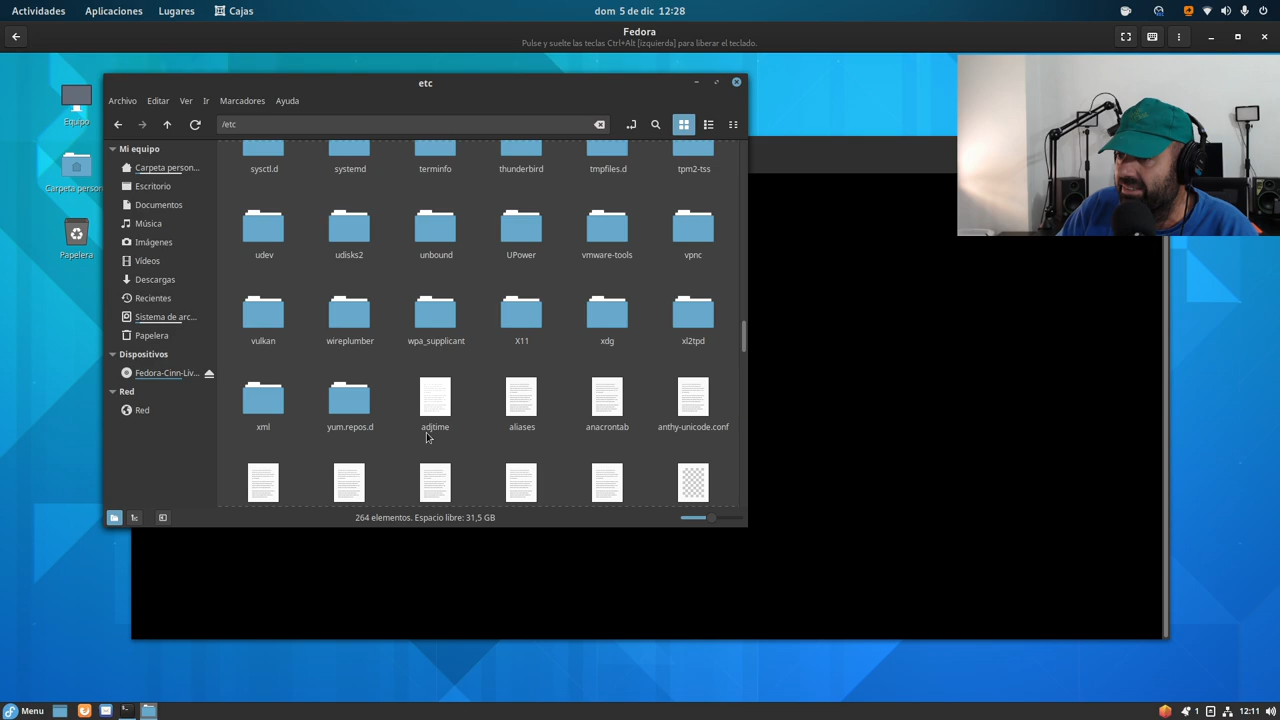 Actividades Aplicaciones Lugares Cajas dom 5 de dic 12:28
Fedora
Pulse y suelte las teclas Ctrl+Alt [izquierda] para liberar el teclado.
Equipo
Carpeta person
Papelera
etc
Archivo Editar Ver Ir Marcadores Ayuda
/etc
Mi equipo
Carpeta person...
Escritorio
Documentos
Música
Imágenes
Vídeos
Descargas
Recientes
Sistema de arc...
Papelera
Dispositivos
Fedora-Cinn-Liv...
Red
Red
sysctl.d systemd terminfo thunderbird tmpfiles.d tpm2-tss
udev udisks2 unbound UPower vmware-tools vpnc
vulkan wireplumber wpa_supplicant X11 xdg xl2tpd
xml yum.repos.d adjtime aliases anacrontab anthy-unicode.conf
264 elementos. Espacio libre: 31,5 GB
Menu 1 12:11